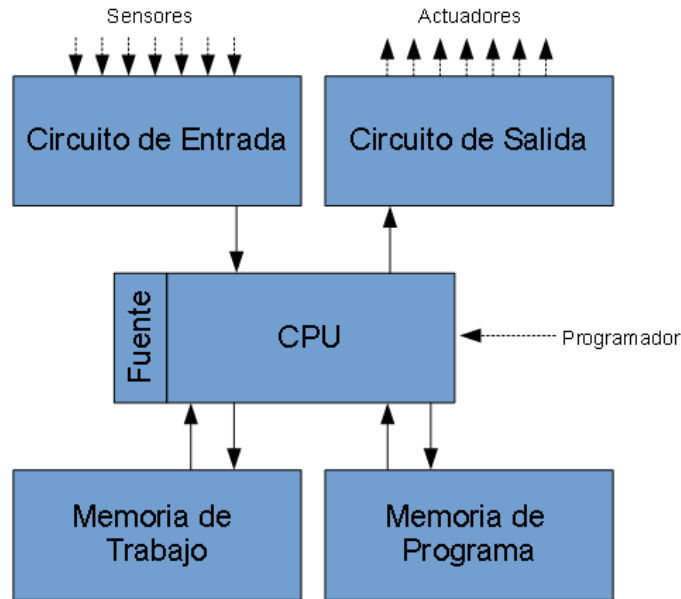 Sensores
Actuadores
Circuito de Entrada
Circuito de Salida
Fuente
CPU
Programador
Memoria de
Trabajo
Memoria de
Programa